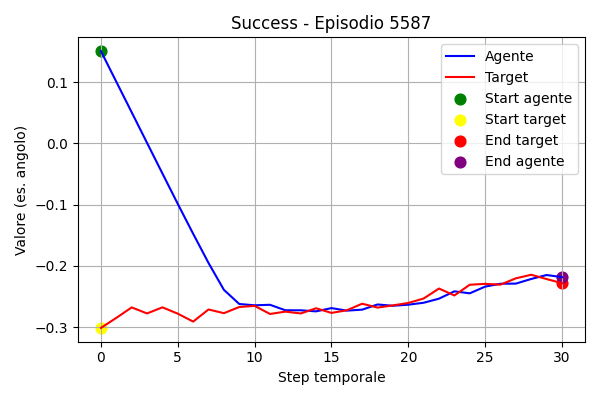 Success - Episodio 5587
Valore (es. angolo)
0.1
0.0
−0.1
−0.2
−0.3
Agente
Target
Start agente
Start target
End target
End agente
0 5 10 15 20 25 30
Step temporale